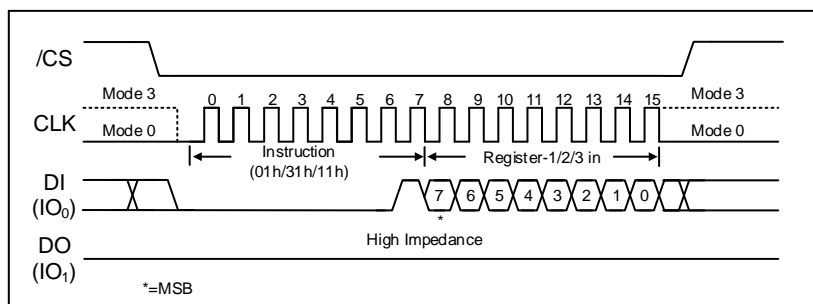 /CS
Mode 3
Mode 0
CLK
0 1 2 3 4 5 6 7 8 9 10 11 12 13 14 15
Mode 3
Mode 0
Instruction
(01h/31h/11h)
Register-1/2/3 in
DI
(IO₀)
7 6 5 4 3 2 1 0
*
High Impedance
DO
(IO₁)
*=MSB